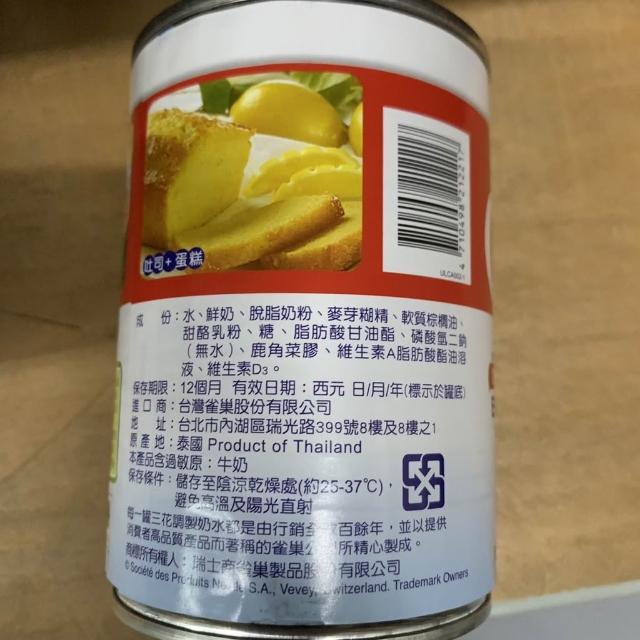 4 710498 212217
ULCA002-1
吐司+蛋糕
成 份:水、鮮奶、脫脂奶粉、麥芽糊精、軟質棕櫚油、
甜酪乳粉、糖、脂肪酸甘油酯、磷酸氫二鈉
(無水)、鹿角菜膠、維生素A脂肪酸酯油溶
液、維生素D₃。
保存期限:12個月 有效日期:西元 日/月/年(標示於罐底)
進口商:台灣雀巢股份有限公司
地 址:台北市內湖區瑞光路399號8樓及8樓之1
原產地:泰國 Product of Thailand
本產品含過敏原:牛奶
保存條件:儲存至陰涼乾燥處(約25-37℃),
避免高溫及陽光直射
每一罐三花調製奶水都是由行銷全 百餘年,並以提供
消費者高品質產品而著稱的雀巢公 所精心製成。
商標所有權人:瑞士商雀巢製品股 有限公司
© Société des Produits Nestlé S.A., Vevey, Switzerland. Trademark Owners